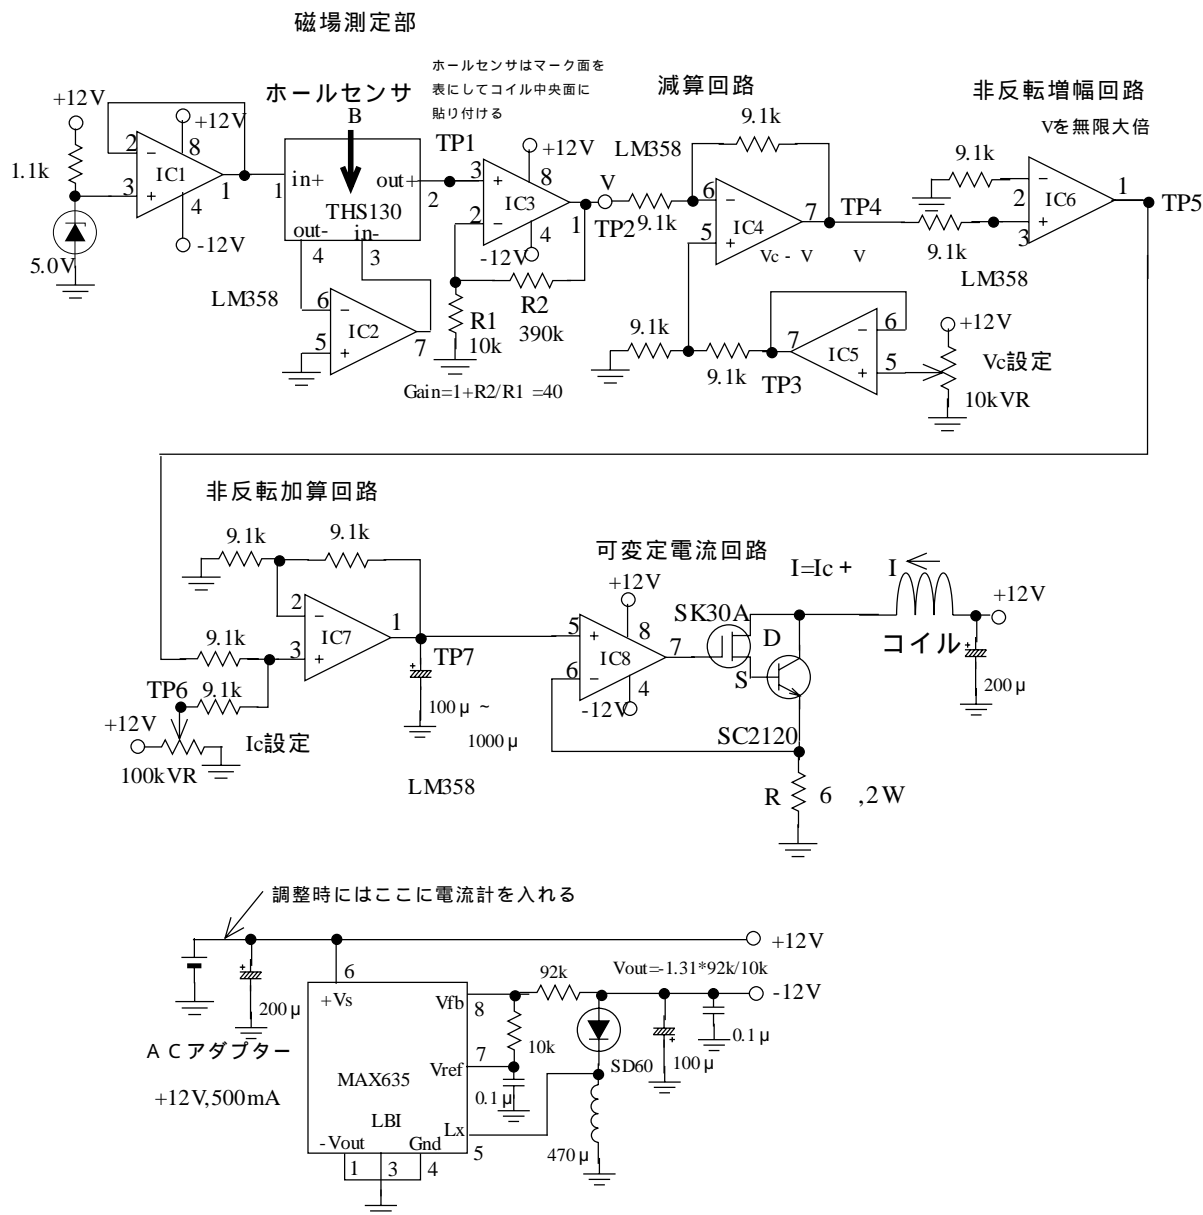 磁場測定部
ホールセンサはマーク面を
表にしてコイル中央面に
貼り付ける
減算回路
非反転増幅回路
Vを無限大倍
ホールセンサ
B
+12V
+12V
1.1k
2
8
IC1
3
1
4
-12V
5.0V
1
in+
out+
2
THS130
out-
in-
4
3
TP1
+12V
3
8
IC3
2
1
4
-12V
V
TP2
9.1k
LM358
9.1k
6
IC4
7
5
TP4
Vc - V
V
9.1k
2
IC6
1
3
TP5
9.1k
LM358
LM358
6
IC2
5
7
R1
10k
R2
390k
Gain=1+R2/R1 =40
9.1k
9.1k
TP3
7
IC5
6
5
+12V
Vc設定
10kVR
非反転加算回路
9.1k
9.1k
2
IC7
1
3
9.1k
TP6
9.1k
+12V
Ic設定
100kVR
TP7
100μ ~
1000μ
LM358
可変定電流回路
+12V
5
8
IC8
7
6
4
-12V
SK30A
D
S
SC2120
R
6
,2W
I=Ic +
I
コイル
+12V
200μ
調整時にはここに電流計を入れる
+12V
200μ
ACアダプター
+12V,500mA
6
+Vs
Vfb
8
7
Vref
MAX635
LBI
Lx
5
-Vout
Gnd
1
3
4
92k
10k
0.1μ
Vout=-1.31*92k/10k
-12V
SD60
100μ
0.1μ
470μ